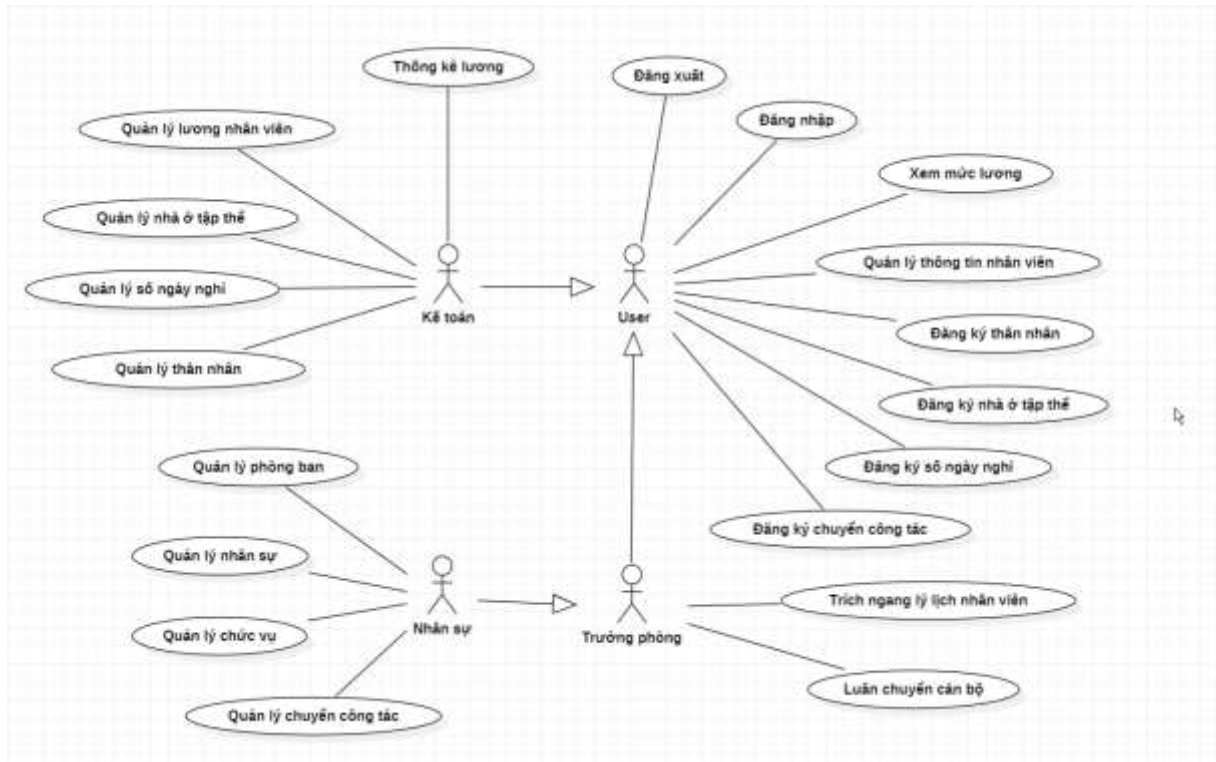 Thông kê lương
Đăng xuất
Đăng nhập
Quản lý lương nhân viên
Xem mức lương
Quản lý nhà ở tập thể
Quản lý thông tin nhân viên
Quản lý số ngày nghỉ
Kế toán
User
Đăng ký thân nhân
Quản lý thân nhân
Đăng ký nhà ở tập thể
Quản lý phòng ban
Đăng ký số ngày nghỉ
Đăng ký chuyển công tác
Quản lý nhân sự
Trích ngang lý lịch nhân viên
Nhân sự
Trưởng phòng
Quản lý chức vụ
Luân chuyển cán bộ
Quản lý chuyển công tác